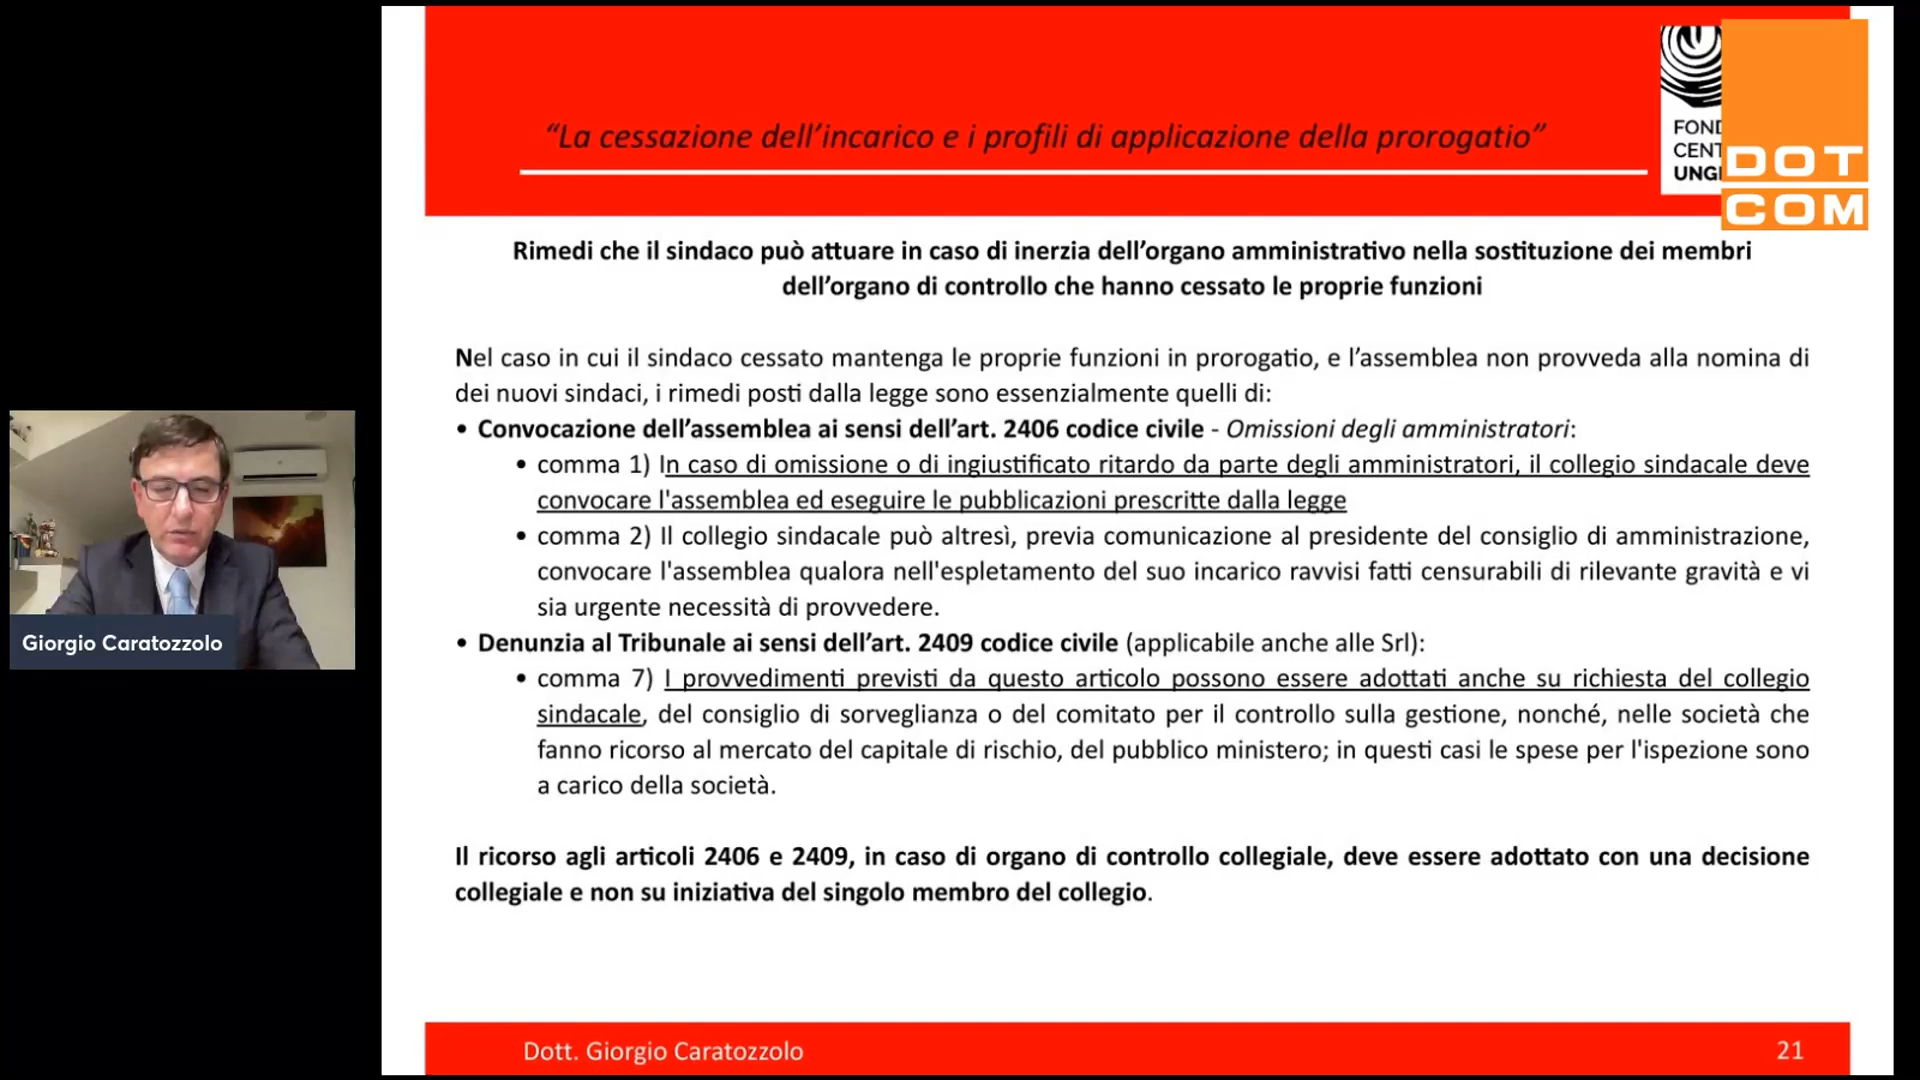 “La cessazione dell’incarico e i profili di applicazione della prorogatio”
FOND
CENT
UNG
DOT
COM
Rimedi che il sindaco può attuare in caso di inerzia dell’organo amministrativo nella sostituzione dei membri
dell’organo di controllo che hanno cessato le proprie funzioni
Nel caso in cui il sindaco cessato mantenga le proprie funzioni in prorogatio, e l’assemblea non provveda alla nomina di
dei nuovi sindaci, i rimedi posti dalla legge sono essenzialmente quelli di:
• Convocazione dell’assemblea ai sensi dell’art. 2406 codice civile - Omissioni degli amministratori:
• comma 1) In caso di omissione o di ingiustificato ritardo da parte degli amministratori, il collegio sindacale deve
convocare l'assemblea ed eseguire le pubblicazioni prescritte dalla legge
• comma 2) Il collegio sindacale può altresì, previa comunicazione al presidente del consiglio di amministrazione,
convocare l'assemblea qualora nell'espletamento del suo incarico ravvisi fatti censurabili di rilevante gravità e vi
sia urgente necessità di provvedere.
• Denunzia al Tribunale ai sensi dell’art. 2409 codice civile (applicabile anche alle Srl):
• comma 7) I provvedimenti previsti da questo articolo possono essere adottati anche su richiesta del collegio
sindacale, del consiglio di sorveglianza o del comitato per il controllo sulla gestione, nonché, nelle società che
fanno ricorso al mercato del capitale di rischio, del pubblico ministero; in questi casi le spese per l'ispezione sono
a carico della società.
Il ricorso agli articoli 2406 e 2409, in caso di organo di controllo collegiale, deve essere adottato con una decisione
collegiale e non su iniziativa del singolo membro del collegio.
Giorgio Caratozzolo
Dott. Giorgio Caratozzolo
21